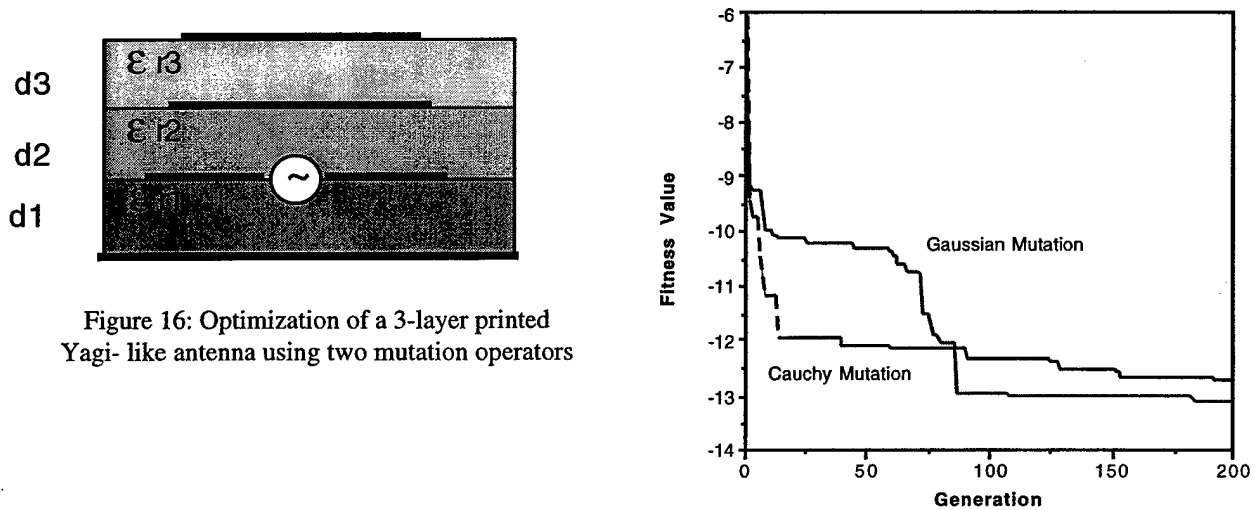 ε r3
d3
ε r2
d2
~
d1
Figure 16: Optimization of a 3-layer printed
Yagi- like antenna using two mutation operators
-6
-7
-8
-9
-10
-11
-12
-13
-14
Fitness Value
Gaussian Mutation
Cauchy Mutation
0
50
100
150
200
Generation